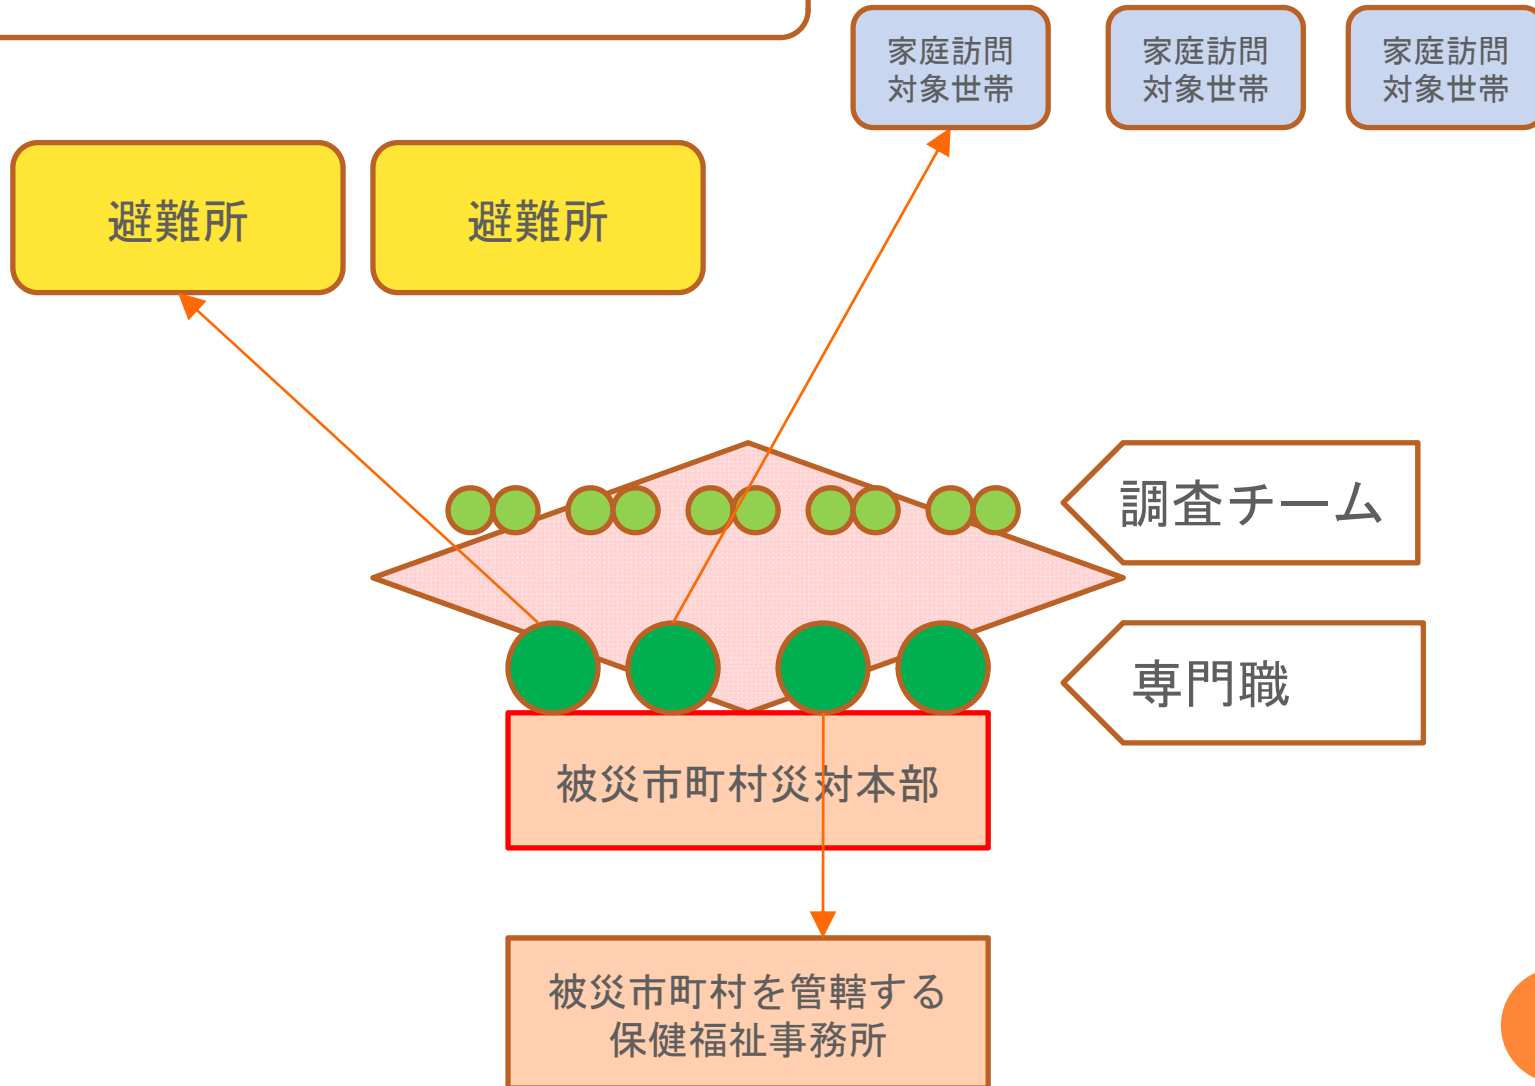 家庭訪問
対象世帯
家庭訪問
対象世帯
家庭訪問
対象世帯
避難所
避難所
調査チーム
専門職
被災市町村災対本部
被災市町村を管轄する
保健福祉事務所